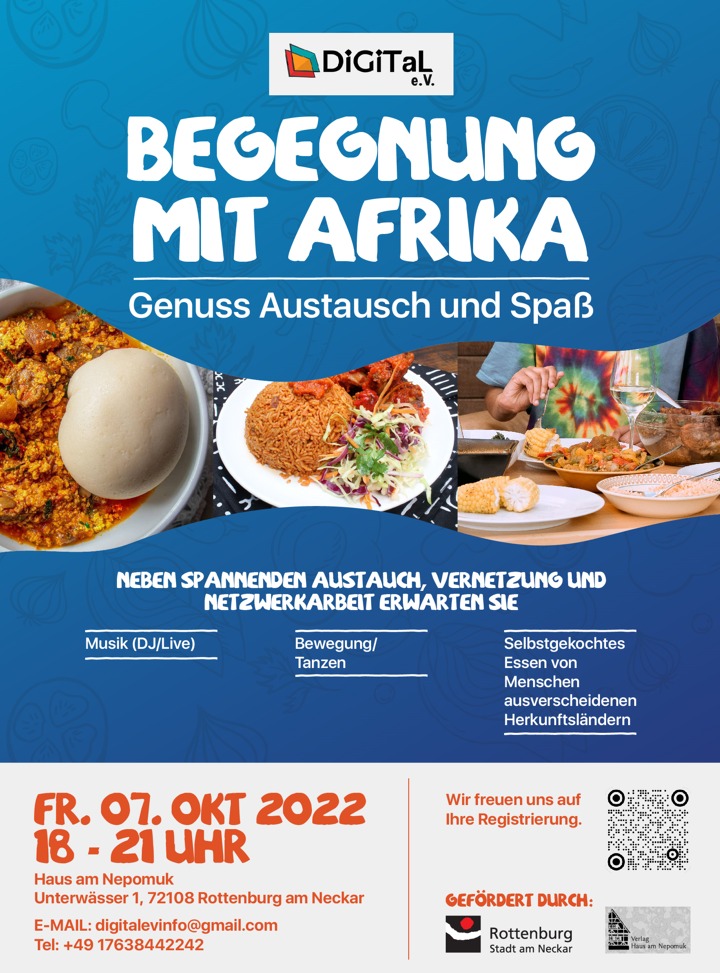 DiGiTaL
e.V.
BEGEGNUNG
MIT AFRIKA
Genuss Austausch und Spaß
NEBEN SPANNENDEN AUSTAUCH, VERNETZUNG UND
NETZWERKARBEIT ERWARTEN SIE
Musik (DJ/Live)
Bewegung/
Tanzen
Selbstgekochtes
Essen von
Menschen
ausverscheidenen
Herkunftsländern
FR. 07. OKT 2022
18 - 21 UHR
Haus am Nepomuk
Unterwässer 1, 72108 Rottenburg am Neckar
E-MAIL: digitalevinfo@gmail.com
Tel: +49 17638442242
Wir freuen uns auf
Ihre Registrierung.
GEFÖRDERT DURCH:
Rottenburg
Stadt am Neckar
Verlag
Haus am Nepomuk